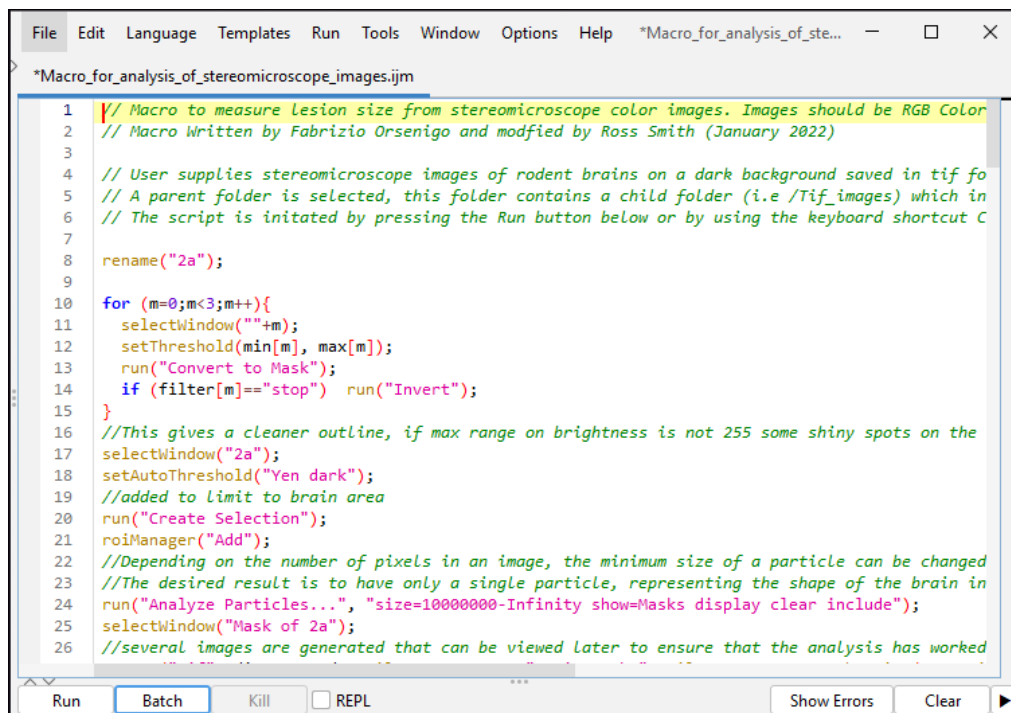 File Edit Language Templates Run Tools Window Options Help *Macro_for_analysis_of_ste...
*Macro_for_analysis_of_stereomicroscope_images.ijm
1 // Macro to measure lesion size from stereomicroscope color images. Images should be RGB Color
2 // Macro Written by Fabrizio Orsenigo and modfied by Ross Smith (January 2022)
3
4 // User supplies stereomicroscope images of rodent brains on a dark background saved in tif fo
5 // A parent folder is selected, this folder contains a child folder (i.e /Tif_images) which in
6 // The script is initated by pressing the Run button below or by using the keyboard shortcut C
7
8 rename("2a");
9
10 for (m=0;m<3;m++){
11 selectWindow(""+m);
12 setThreshold(min[m], max[m]);
13 run("Convert to Mask");
14 if (filter[m]=="stop") run("Invert");
15 }
16 //This gives a cleaner outline, if max range on brightness is not 255 some shiny spots on the
17 selectWindow("2a");
18 setAutoThreshold("Yen dark");
19 //added to limit to brain area
20 run("Create Selection");
21 roiManager("Add");
22 //Depending on the number of pixels in an image, the minimum size of a particle can be changed
23 //The desired result is to have only a single particle, representing the shape of the brain in
24 run("Analyze Particles...", "size=10000000-Infinity show=Masks display clear include");
25 selectWindow("Mask of 2a");
26 //several images are generated that can be viewed later to ensure that the analysis has worked
Run Batch Kill REPL Show Errors Clear